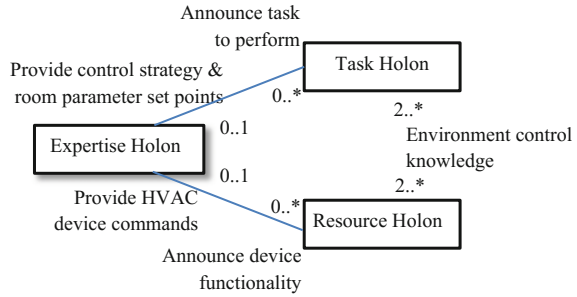 Announce task
to perform
Task Holon
Provide control strategy &
room parameter set points
0..*
2..*
0..1
Environment control
knowledge
Expertise Holon
0..1
2..*
Provide HVAC
device commands
0..*
Resource Holon
Announce device
functionality